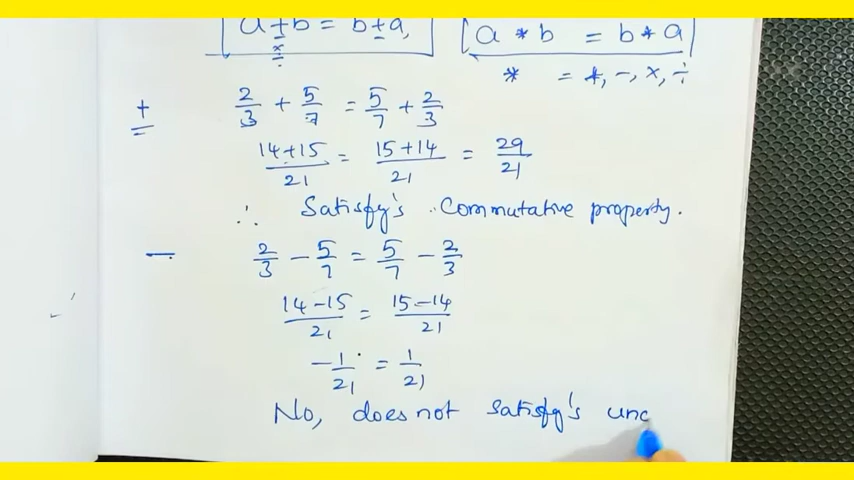 a + b = b + a,
×
÷
a * b = b * a
* = +, -, ×, ÷
+ 2/3 + 5/7 = 5/7 + 2/3
14+15/21 = 15+14/21 = 29/21
∴ Satisfy's Commutative property.
- 2/3 - 5/7 = 5/7 - 2/3
14-15/21 = 15-14/21
-1/21 = 1/21
No, does not satisfy's und